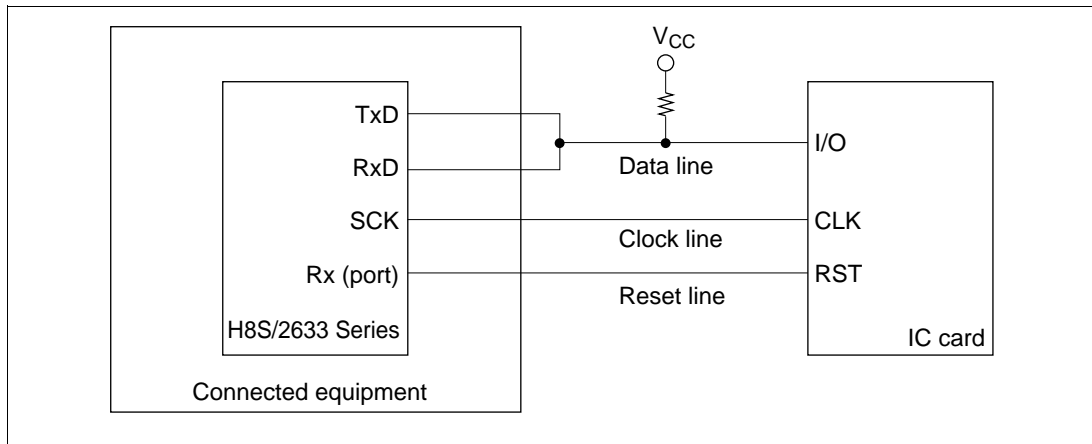 VCC
TxD
I/O
RxD
Data line
SCK
CLK
Clock line
Rx (port)
RST
Reset line
H8S/2633 Series
IC card
Connected equipment